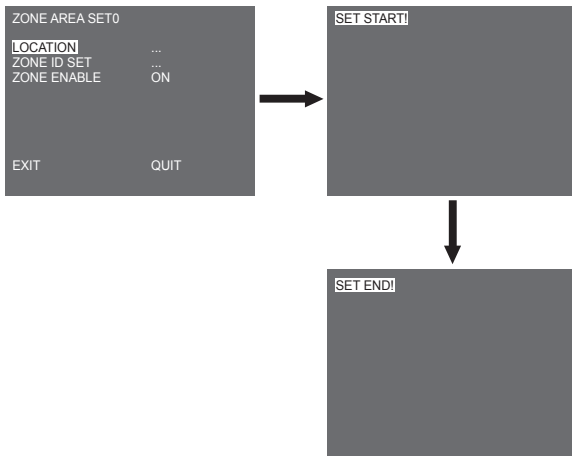 ZONE AREA SET0
LOCATION ...
ZONE ID SET ...
ZONE ENABLE ON
EXIT QUIT
SET START!
SET END!